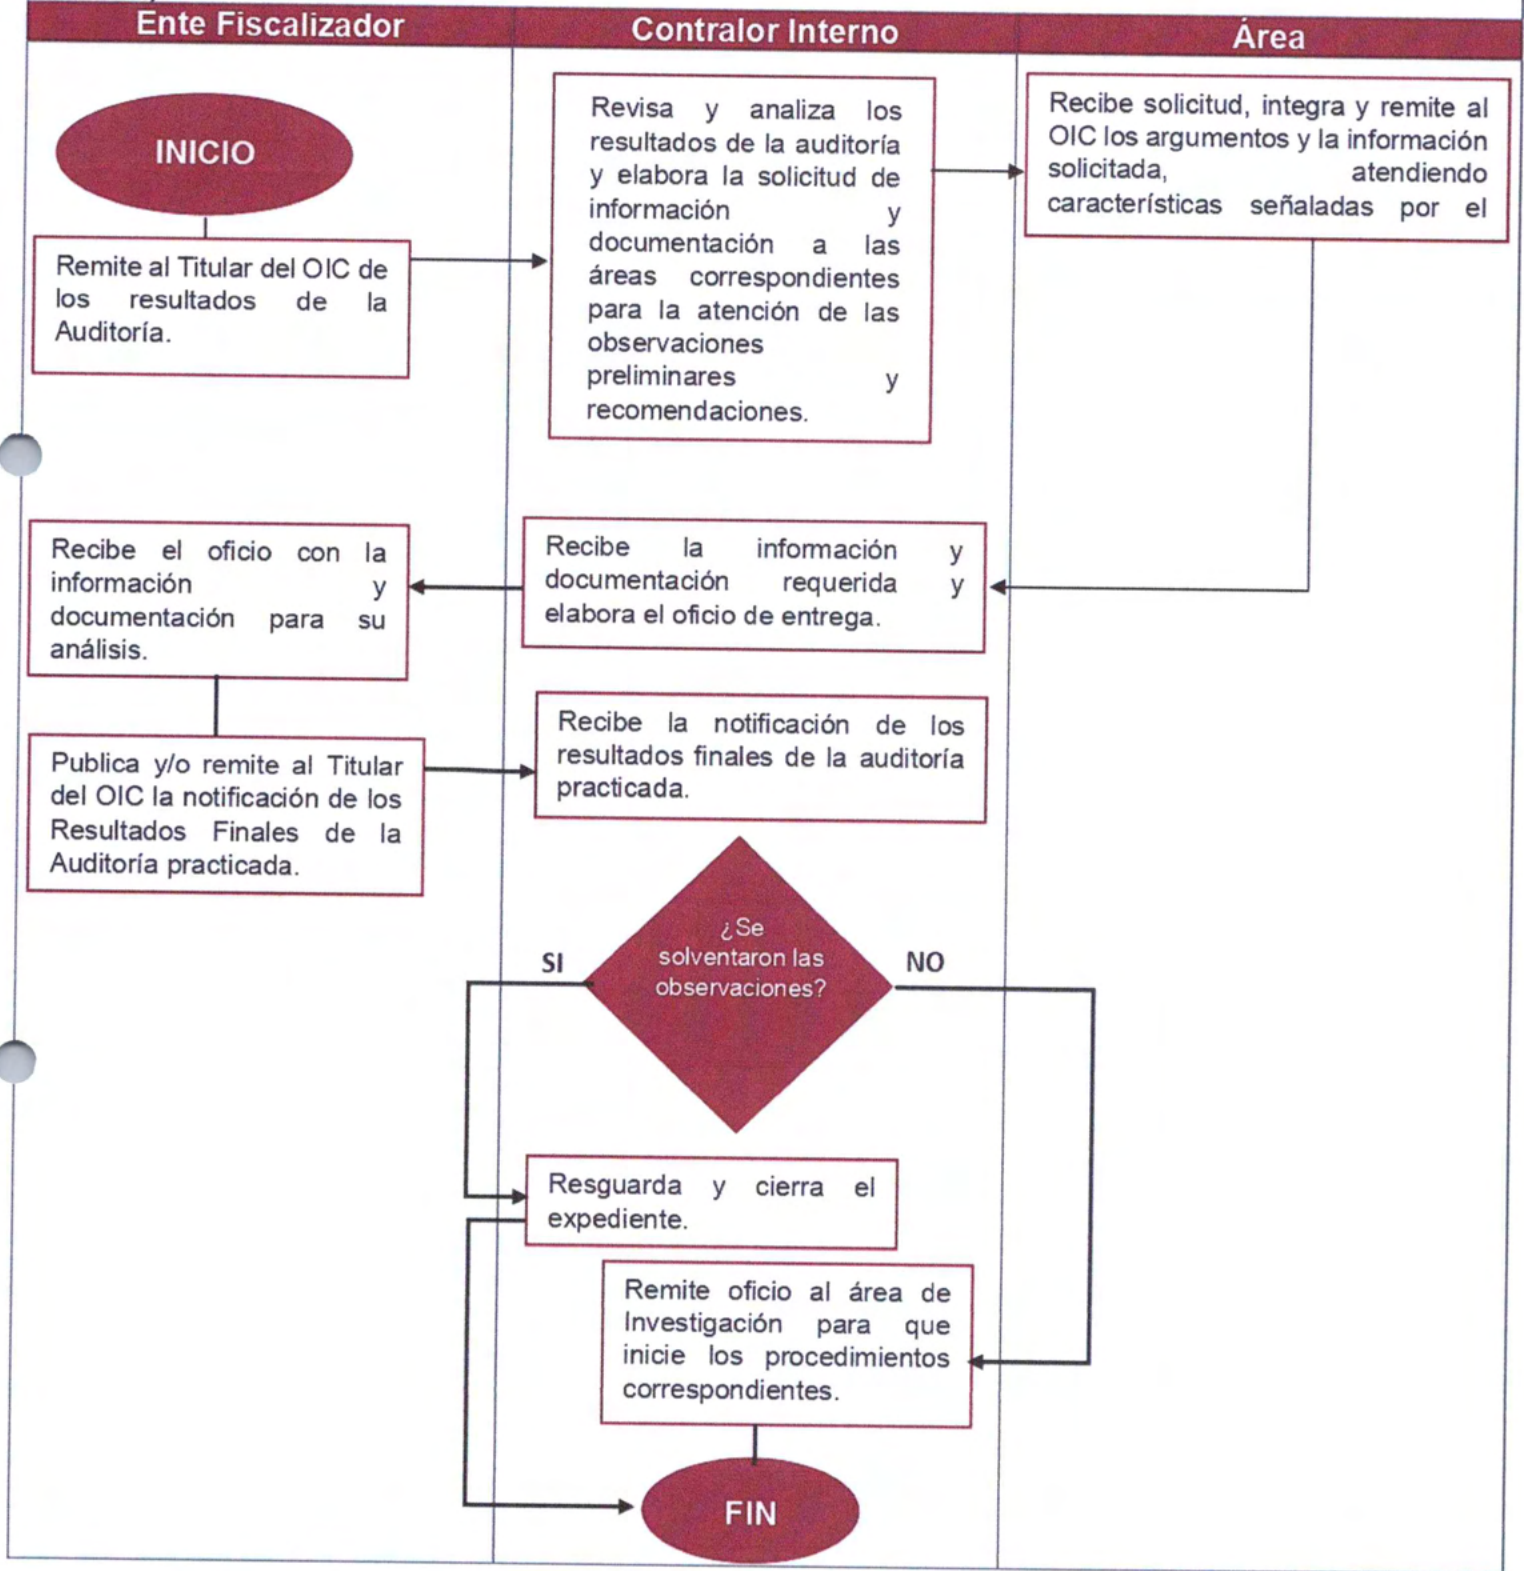 Ente Fiscalizador
Contralor Interno
Área
INICIO
Remite al Titular del OIC de
los resultados de la
Auditoría.
Revisa y analiza los
resultados de la auditoría
y elabora la solicitud de
información y
documentación a las
áreas correspondientes
para la atención de las
observaciones
preliminares y
recomendaciones.
Recibe solicitud, integra y remite al
OIC los argumentos y la información
solicitada, atendiendo
características señaladas por el
Recibe la información y
documentación requerida y
elabora el oficio de entrega.
Recibe el oficio con la
información y
documentación para su
análisis.
Publica y/o remite al Titular
del OIC la notificación de los
Resultados Finales de la
Auditoría practicada.
Recibe la notificación de los
resultados finales de la auditoría
practicada.
¿Se
solventaron las
observaciones?
SI
NO
Resguarda y cierra el
expediente.
Remite oficio al área de
Investigación para que
inicie los procedimientos
correspondientes.
FIN